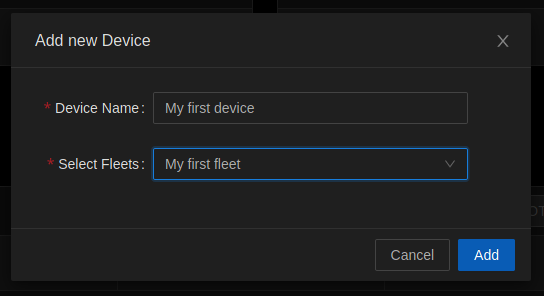 Add new Device
* Device Name: My first device
* Select Fleets: My first fleet
Cancel Add